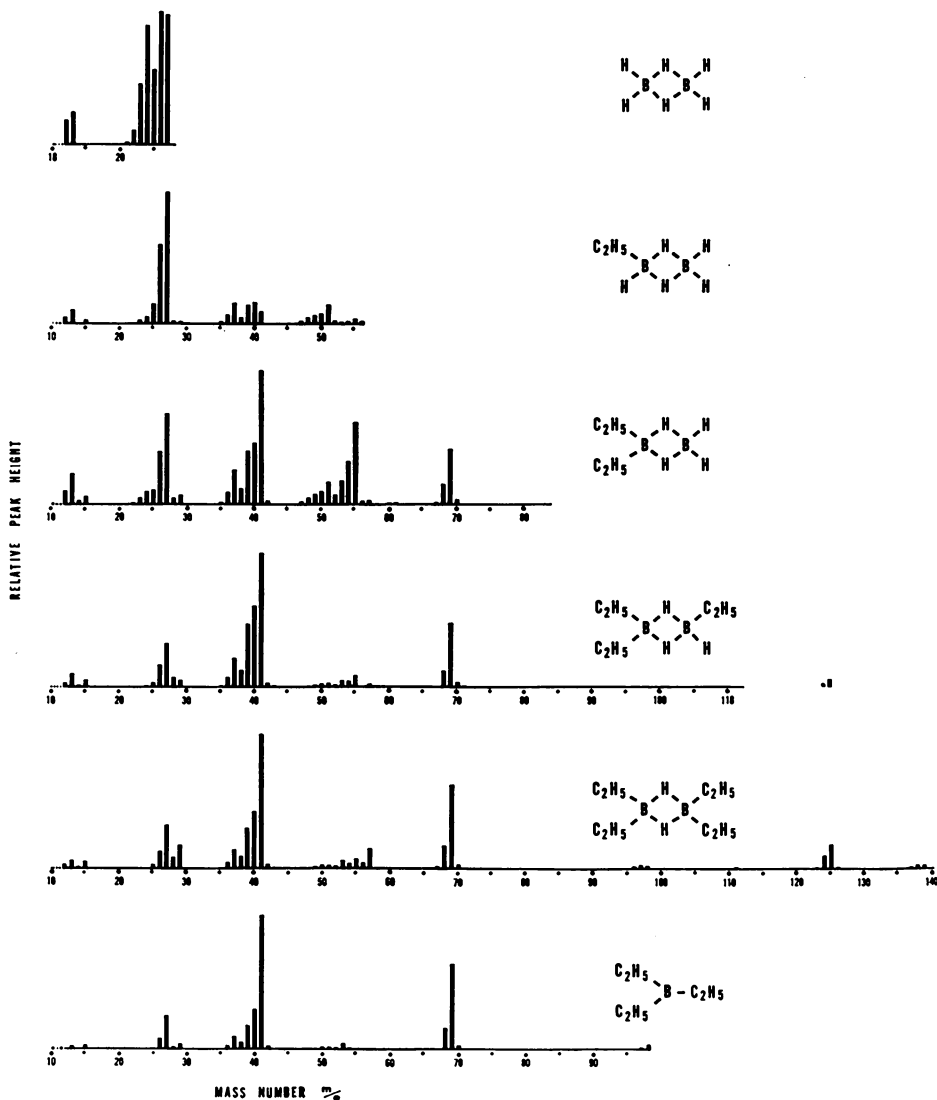 H H H
B B
H H H
10 20
C₂H₅ H H
B B
H H H
10 20 30 40 50
C₂H₅ H H
B B
C₂H₅ H H
10 20 30 40 50 60 70 80
RELATIVE PEAK HEIGHT
C₂H₅ H C₂H₅
B B
C₂H₅ H H
10 20 30 40 50 60 70 80 90 100 110
C₂H₅ H C₂H₅
B B
C₂H₅ H C₂H₅
10 20 30 40 50 60 70 80 90 100 110 120 130 140
C₂H₅
B – C₂H₅
C₂H₅
10 20 30 40 50 60 70 80 90
MASS NUMBER m/e